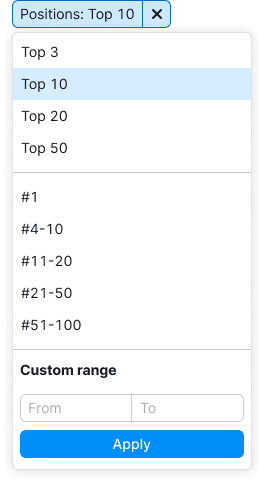 Positions: Top 10
Top 3
Top 10
Top 20
Top 50
#1
#4-10
#11-20
#21-50
#51-100
Custom range
From To
Apply